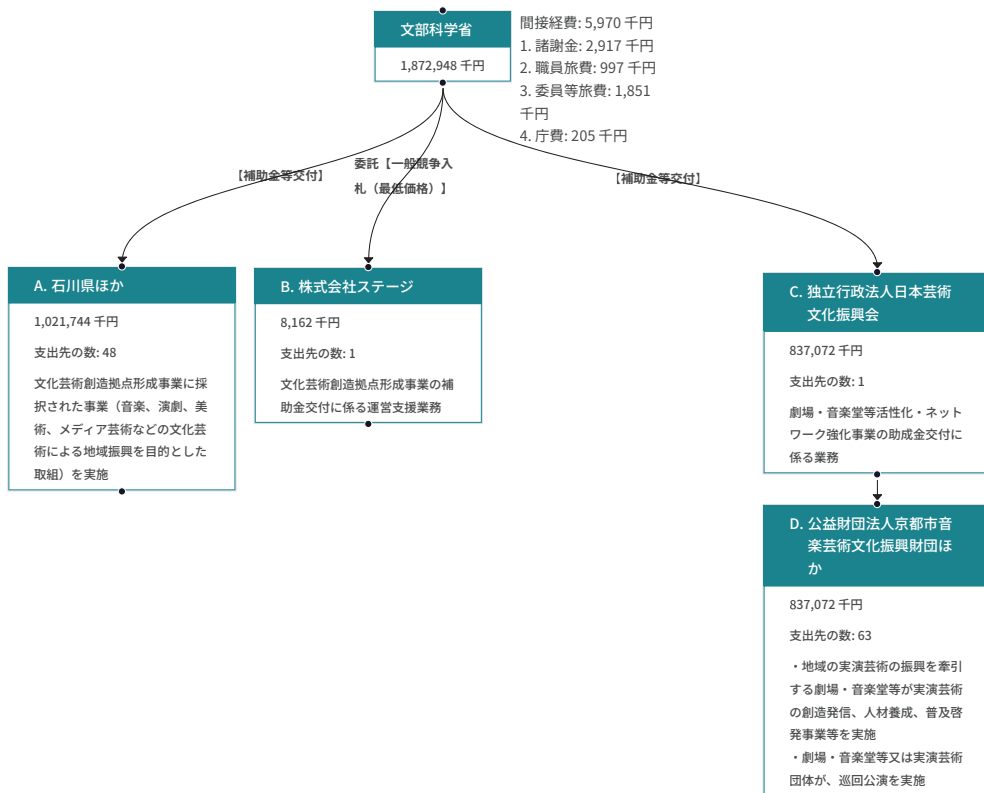 文部科学省
1,872,948 千円
間接経費: 5,970 千円
1. 諸謝金: 2,917 千円
2. 職員旅費: 997 千円
3. 委員等旅費: 1,851
千円
4. 庁費: 205 千円
【補助金等交付】
委託【一般競争入
札（最低価格）】
【補助金等交付】
A. 石川県ほか
1,021,744 千円
支出先の数: 48
文化芸術創造拠点形成事業に採
択された事業（音楽、演劇、美
術、メディア芸術などの文化芸
術による地域振興を目的とした
取組）を実施
B. 株式会社ステージ
8,162 千円
支出先の数: 1
文化芸術創造拠点形成事業の補
助金交付に係る運営支援業務
C. 独立行政法人日本芸術
文化振興会
837,072 千円
支出先の数: 1
劇場・音楽堂等活性化・ネット
ワーク強化事業の助成金交付に
係る業務
D. 公益財団法人京都市音
楽芸術文化振興財団ほ
か
837,072 千円
支出先の数: 63
・地域の実演芸術の振興を牽引
する劇場・音楽堂等が実演芸術
の創造発信、人材養成、普及啓
発事業等を実施
・劇場・音楽堂等又は実演芸術
団体が、巡回公演を実施